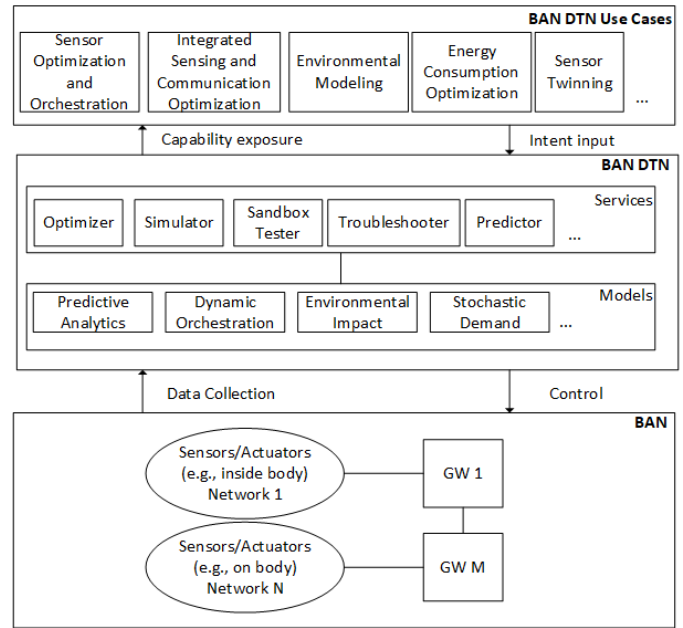 BAN DTN Use Cases
Sensor
Optimization
and
Orchestration
Integrated
Sensing and
Communication
Optimization
Environmental
Modeling
Energy
Consumption
Optimization
Sensor
Twinning
...
Capability exposure
Intent input
BAN DTN
Services
Optimizer
Simulator
Sandbox
Tester
Troubleshooter
Predictor
...
Models
Predictive
Analytics
Dynamic
Orchestration
Environmental
Impact
Stochastic
Demand
...
Data Collection
Control
BAN
Sensors/Actuators
(e.g., inside body)
Network 1
GW 1
Sensors/Actuators
(e.g., on body)
Network N
GW M